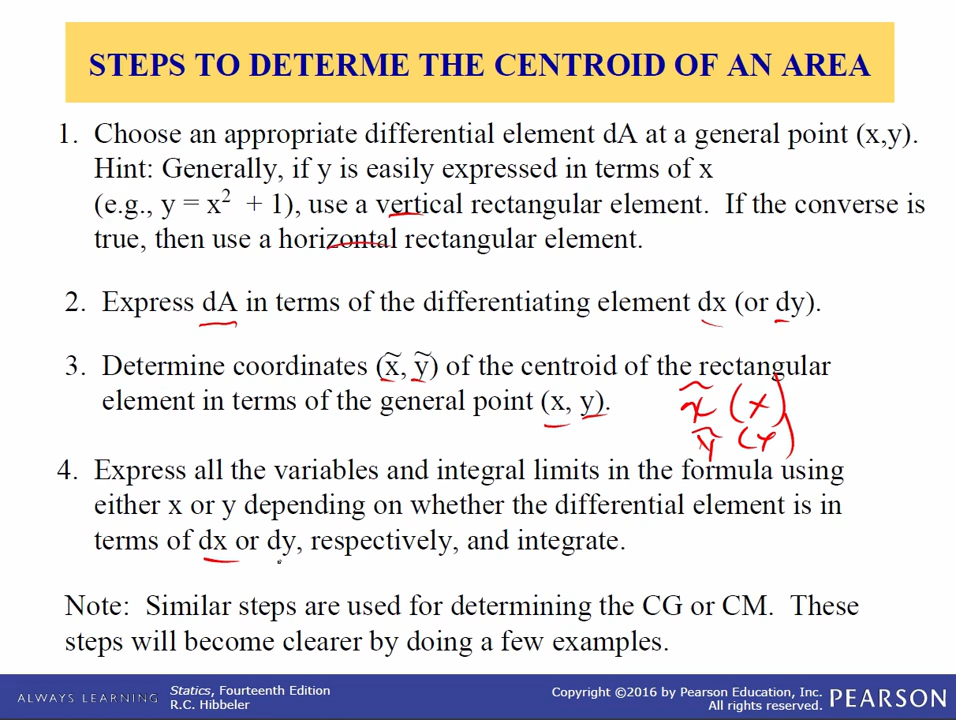 STEPS TO DETERME THE CENTROID OF AN AREA
1. Choose an appropriate differential element dA at a general point (x,y).
Hint: Generally, if y is easily expressed in terms of x
(e.g., y = x² + 1), use a vertical rectangular element. If the converse is
true, then use a horizontal rectangular element.
2. Express dA in terms of the differentiating element dx (or dy).
3. Determine coordinates (x̃, ỹ) of the centroid of the rectangular
element in terms of the general point (x, y).
x̃ (x)
ỹ (y)
4. Express all the variables and integral limits in the formula using
either x or y depending on whether the differential element is in
terms of dx or dy, respectively, and integrate.
Note: Similar steps are used for determining the CG or CM. These
steps will become clearer by doing a few examples.
ALWAYS LEARNING
Statics, Fourteenth Edition
R.C. Hibbeler
Copyright ©2016 by Pearson Education, Inc.
All rights reserved.
PEARSON